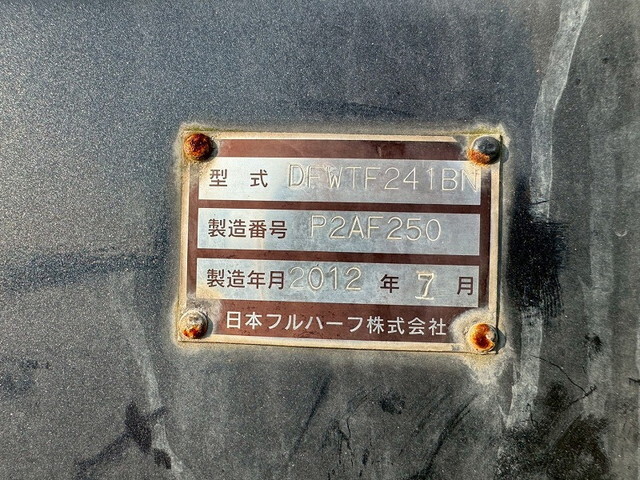 型 式 DFWTF241BN
製造番号 P2AF250
製造年月 2012 年 7 月
日本フルハーフ株式会社